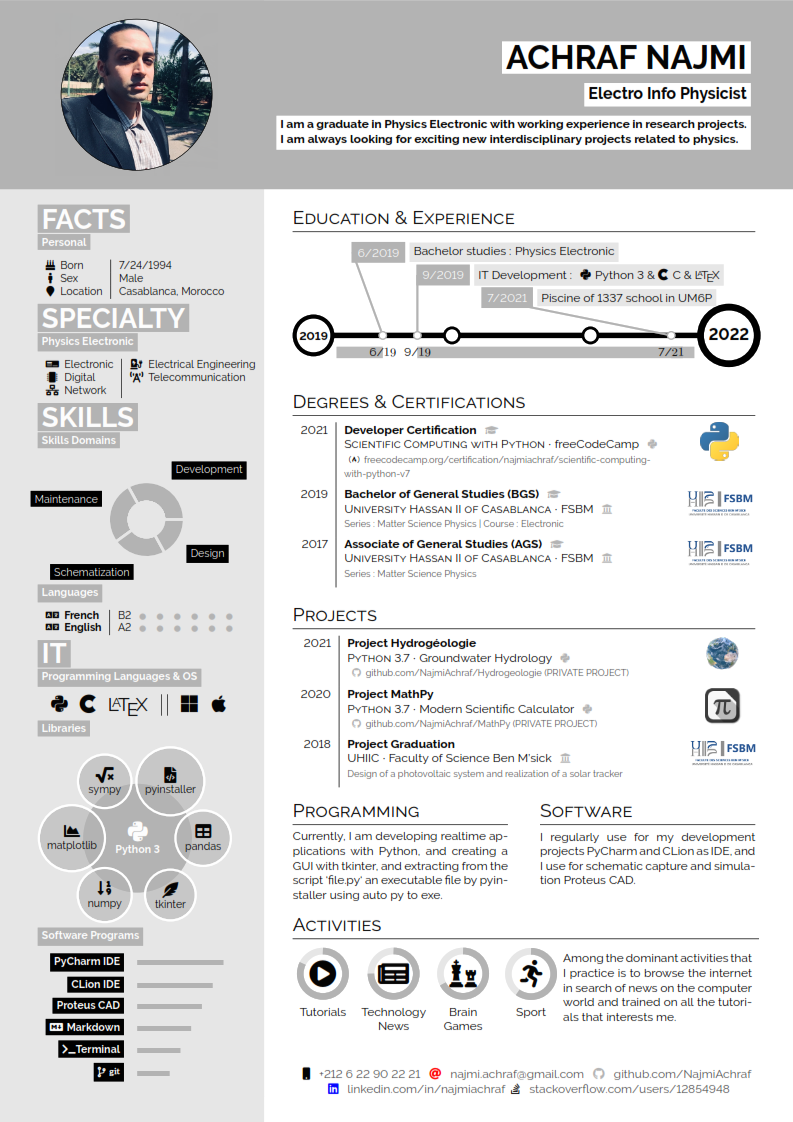 ACHRAF NAJMI
Electro Info Physicist
I am a graduate in Physics Electronic with working experience in research projects.
I am always looking for exciting new interdisciplinary projects related to physics.
FACTS
Personal
Born 7/24/1994
Sex Male
Location Casablanca, Morocco
SPECIALTY
Physics Electronic
Electronic Electrical Engineering
Digital Telecommunication
Network
SKILLS
Skills Domains
Development
Maintenance
Design
Schematization
Languages
French B2
English A2
IT
Programming Languages & OS
LATEX
Libraries
sympy
pyinstaller
matplotlib
Python 3
pandas
numpy
tkinter
Software Programs
PyCharm IDE
CLion IDE
Proteus CAD
Markdown
Terminal
git
EDUCATION & EXPERIENCE
6/2019 Bachelor studies : Physics Electronic
9/2019 IT Development : Python 3 & C & LATEX
7/2021 Piscine of 1337 school in UM6P
2019
2022
6/19 9/19 7/21
DEGREES & CERTIFICATIONS
2021 Developer Certification
SCIENTIFIC COMPUTING WITH PYTHON · freeCodeCamp
freecodecamp.org/certification/najmiachraf/scientific-computing-
with-python-v7
2019 Bachelor of General Studies (BGS)
UNIVERSITY HASSAN II OF CASABLANCA · FSBM
Series : Matter Science Physics | Course : Electronic
FSBM
2017 Associate of General Studies (AGS)
UNIVERSITY HASSAN II OF CASABLANCA · FSBM
Series : Matter Science Physics
FSBM
PROJECTS
2021 Project Hydrogéologie
PYTHON 3.7 · Groundwater Hydrology
github.com/NajmiAchraf/Hydrogeologie (PRIVATE PROJECT)
2020 Project MathPy
PYTHON 3.7 · Modern Scientific Calculator
github.com/NajmiAchraf/MathPy (PRIVATE PROJECT)
π
2018 Project Graduation
UHIIC · Faculty of Science Ben M'sick
Design of a photovoltaic system and realization of a solar tracker
FSBM
PROGRAMMING
Currently, I am developing realtime ap-
plications with Python, and creating a
GUI with tkinter, and extracting from the
script 'file.py' an executable file by pyin-
staller using auto py to exe.
SOFTWARE
I regularly use for my development
projects PyCharm and CLion as IDE, and
I use for schematic capture and simula-
tion Proteus CAD.
ACTIVITIES
Tutorials
Technology
News
Brain
Games
Sport
Among the dominant activities that
I practice is to browse the internet
in search of news on the computer
world and trained on all the tutori-
als that interests me.
+212 6 22 90 22 21 @ najmi.achraf@gmail.com github.com/NajmiAchraf
in linkedin.com/in/najmiachraf stackoverflow.com/users/12854948